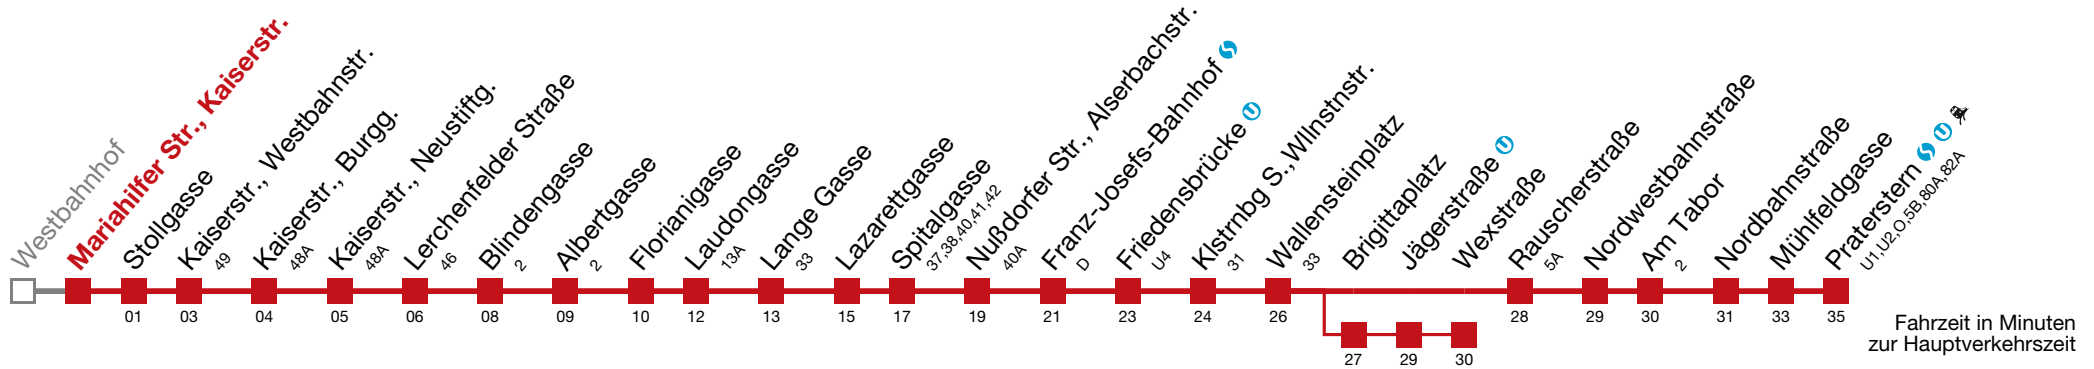 Westbahnhof
Mariahilfer Str., Kaiserstr.
Stollgasse
Kaiserstr., Westbahnstr.
49
Kaiserstr., Burgg.
48A
Kaiserstr., Neustiftg.
48A
Lerchenfelder Straße
46
Blindengasse
2
Albertgasse
2
Florianigasse
Laudongasse
13A
Lange Gasse
33
Lazarettgasse
Spitalgasse
37,38,40,41,42
Nußdorfer Str., Alserbachstr.
40A
Franz-Josefs-Bahnhof S
D
Friedensbrücke U
U4
Klstrnbg S.,Wllnstnstr.
31
Wallensteinplatz
33
Brigittaplatz
Jägerstraße U
Wexstraße
Rauscherstraße
5A
Nordwestbahnstraße
Am Tabor
2
Nordbahnstraße
Mühlfeldgasse
Praterstern S U
U1,U2,O,5B,80A,82A
01 03 04 05 06 08 09 10 12 13 15 17 19 21 23 24 26 28 29 30 31 33 35
27 29 30
Fahrzeit in Minuten
zur Hauptverkehrszeit